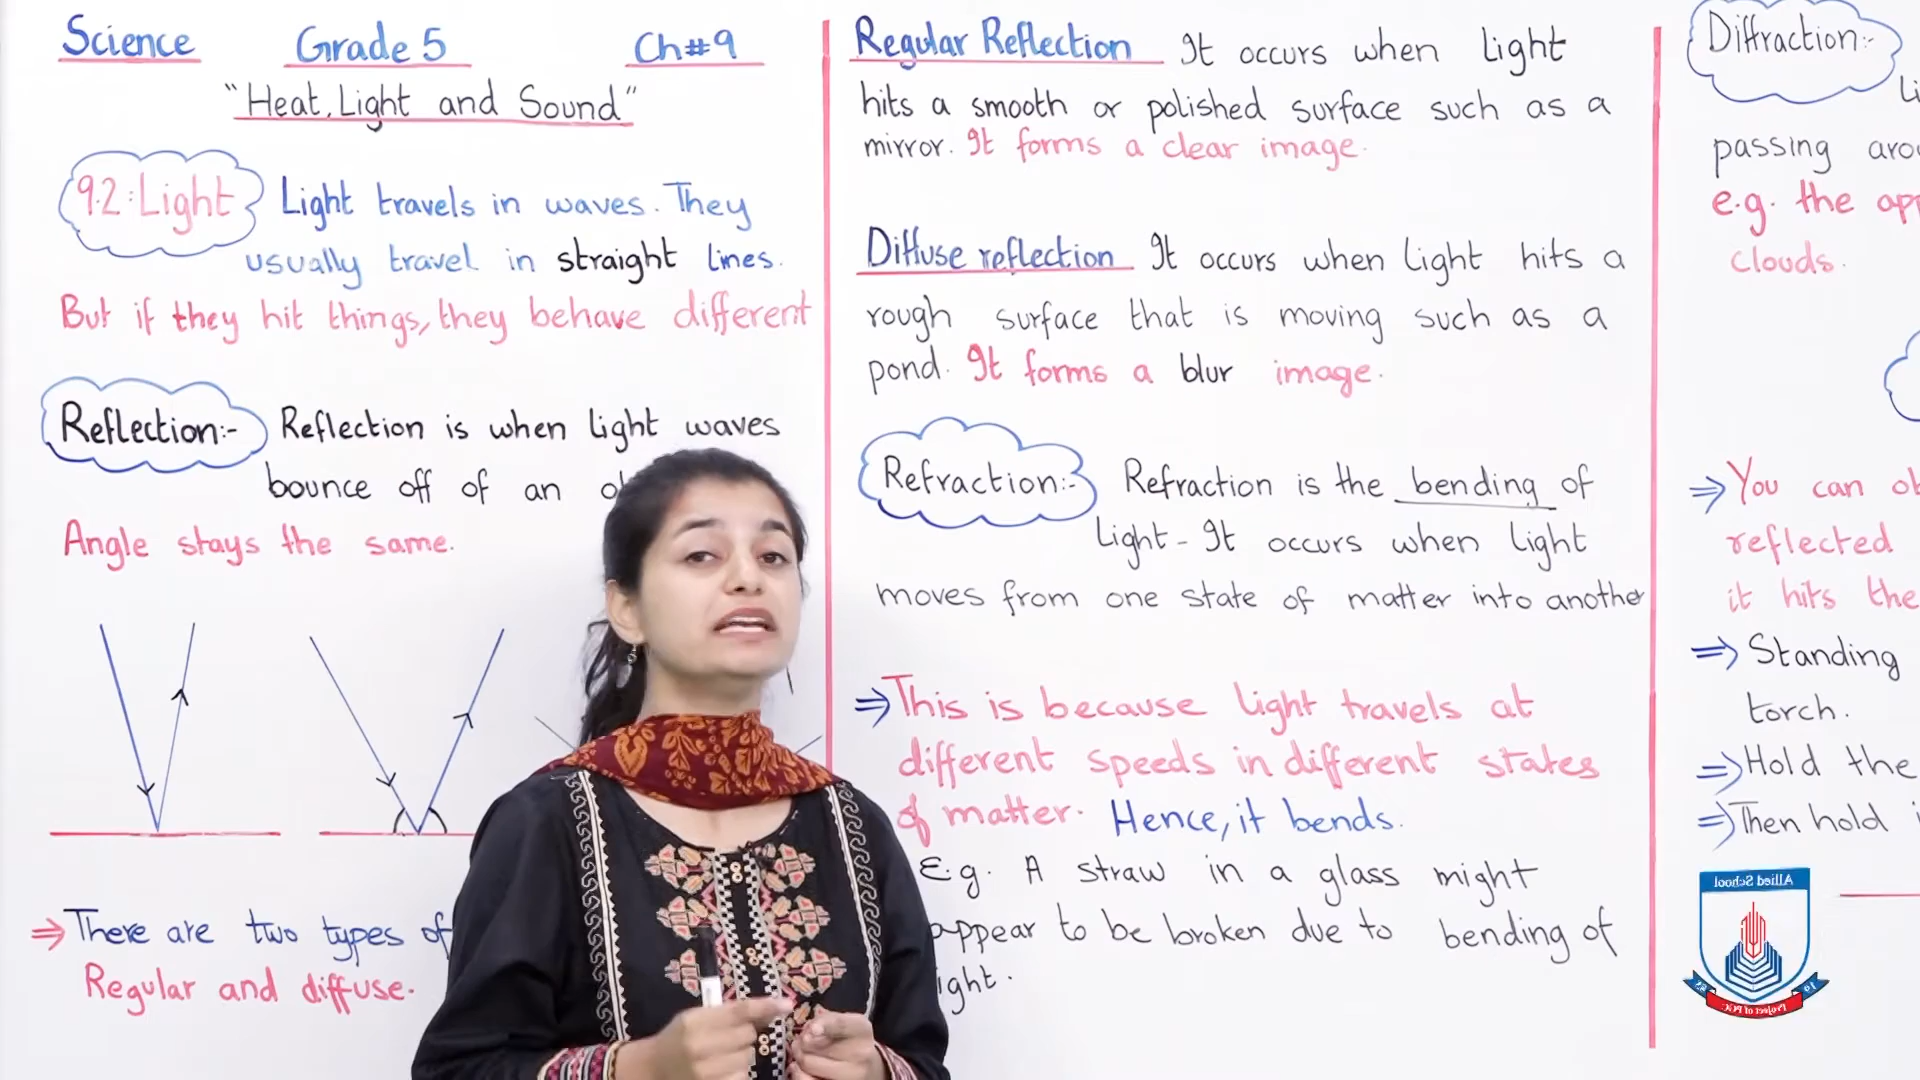 Science Grade 5 Ch#9
"Heat, Light and Sound"
9.2:Light Light travels in waves. They
usually travel in straight lines.
But if they hit things, they behave different
Reflection:- Reflection is when light waves
bounce off of an
Angle stays the same.
⇒ There are two types of
Regular and diffuse.
Regular Reflection It occurs when light
hits a smooth or polished surface such as a
mirror. It forms a clear image.
Diffuse reflection It occurs when light hits a
rough surface that is moving such as a
pond. It forms a blur image.
Refraction:- Refraction is the bending of
light - It occurs when light
moves from one state of matter into another
⇒ This is because light travels at
different speeds in different states
of matter. Hence, it bends.
E.g. A straw in a glass might
appear to be broken due to bending of
light.
Diffraction:-
passing
e.g. the
clouds.
⇒ You can
reflected
it hits the
⇒ Standing
torch.
⇒ Hold the
⇒ Then hold
Allied School
Project of PGC